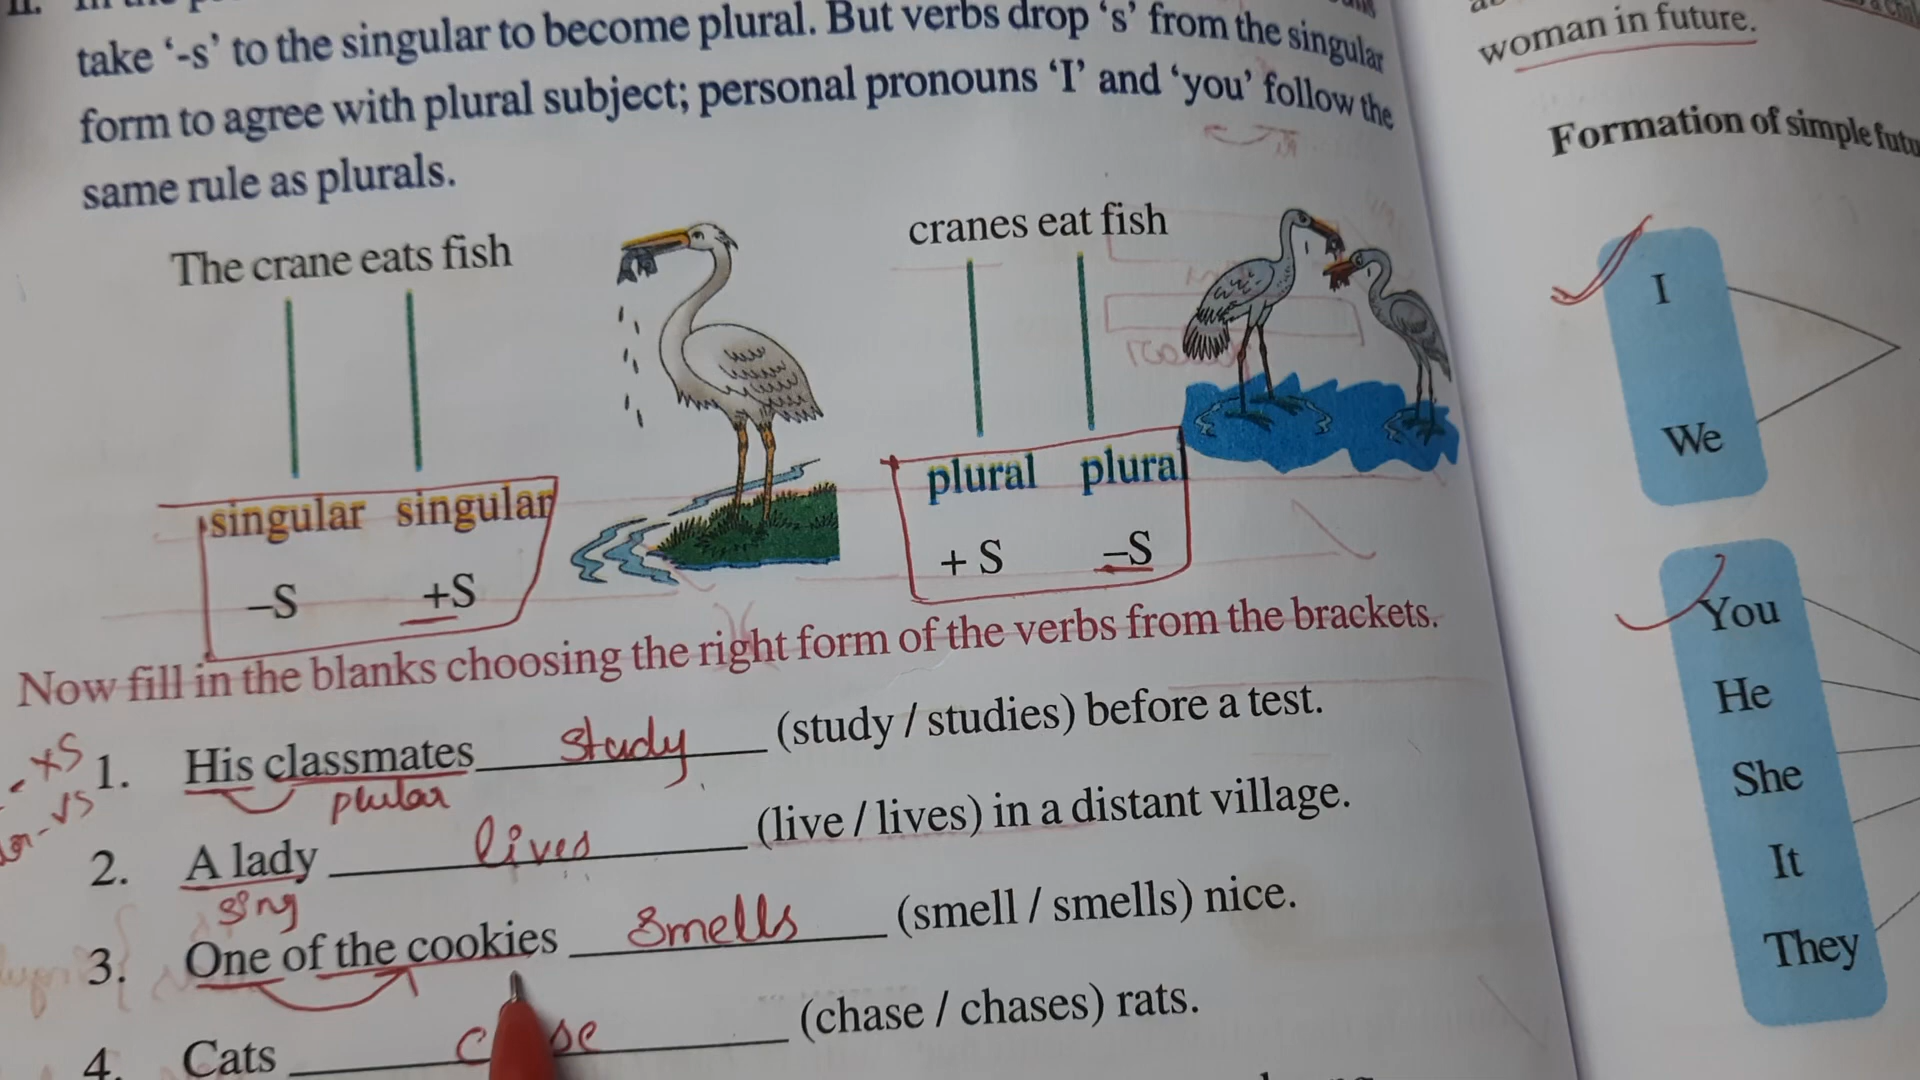 II. In the p
take ‘-s’ to the singular to become plural. But verbs drop ‘s’ from the singular
form to agree with plural subject; personal pronouns ‘I’ and ‘you’ follow the
same rule as plurals.
The crane eats fish
cranes eat fish
singular singular
–S +S
plural plural
+ S –S
Now fill in the blanks choosing the right form of the verbs from the brackets.
+S
1. His classmates study (study / studies) before a test.
plular
2. A lady lives (live / lives) in a distant village.
sing
3. One of the cookies smells (smell / smells) nice.
4. Cats (chase / chases) rats.
woman in future.
Formation of simple futu
I
We
You
He
She
It
They